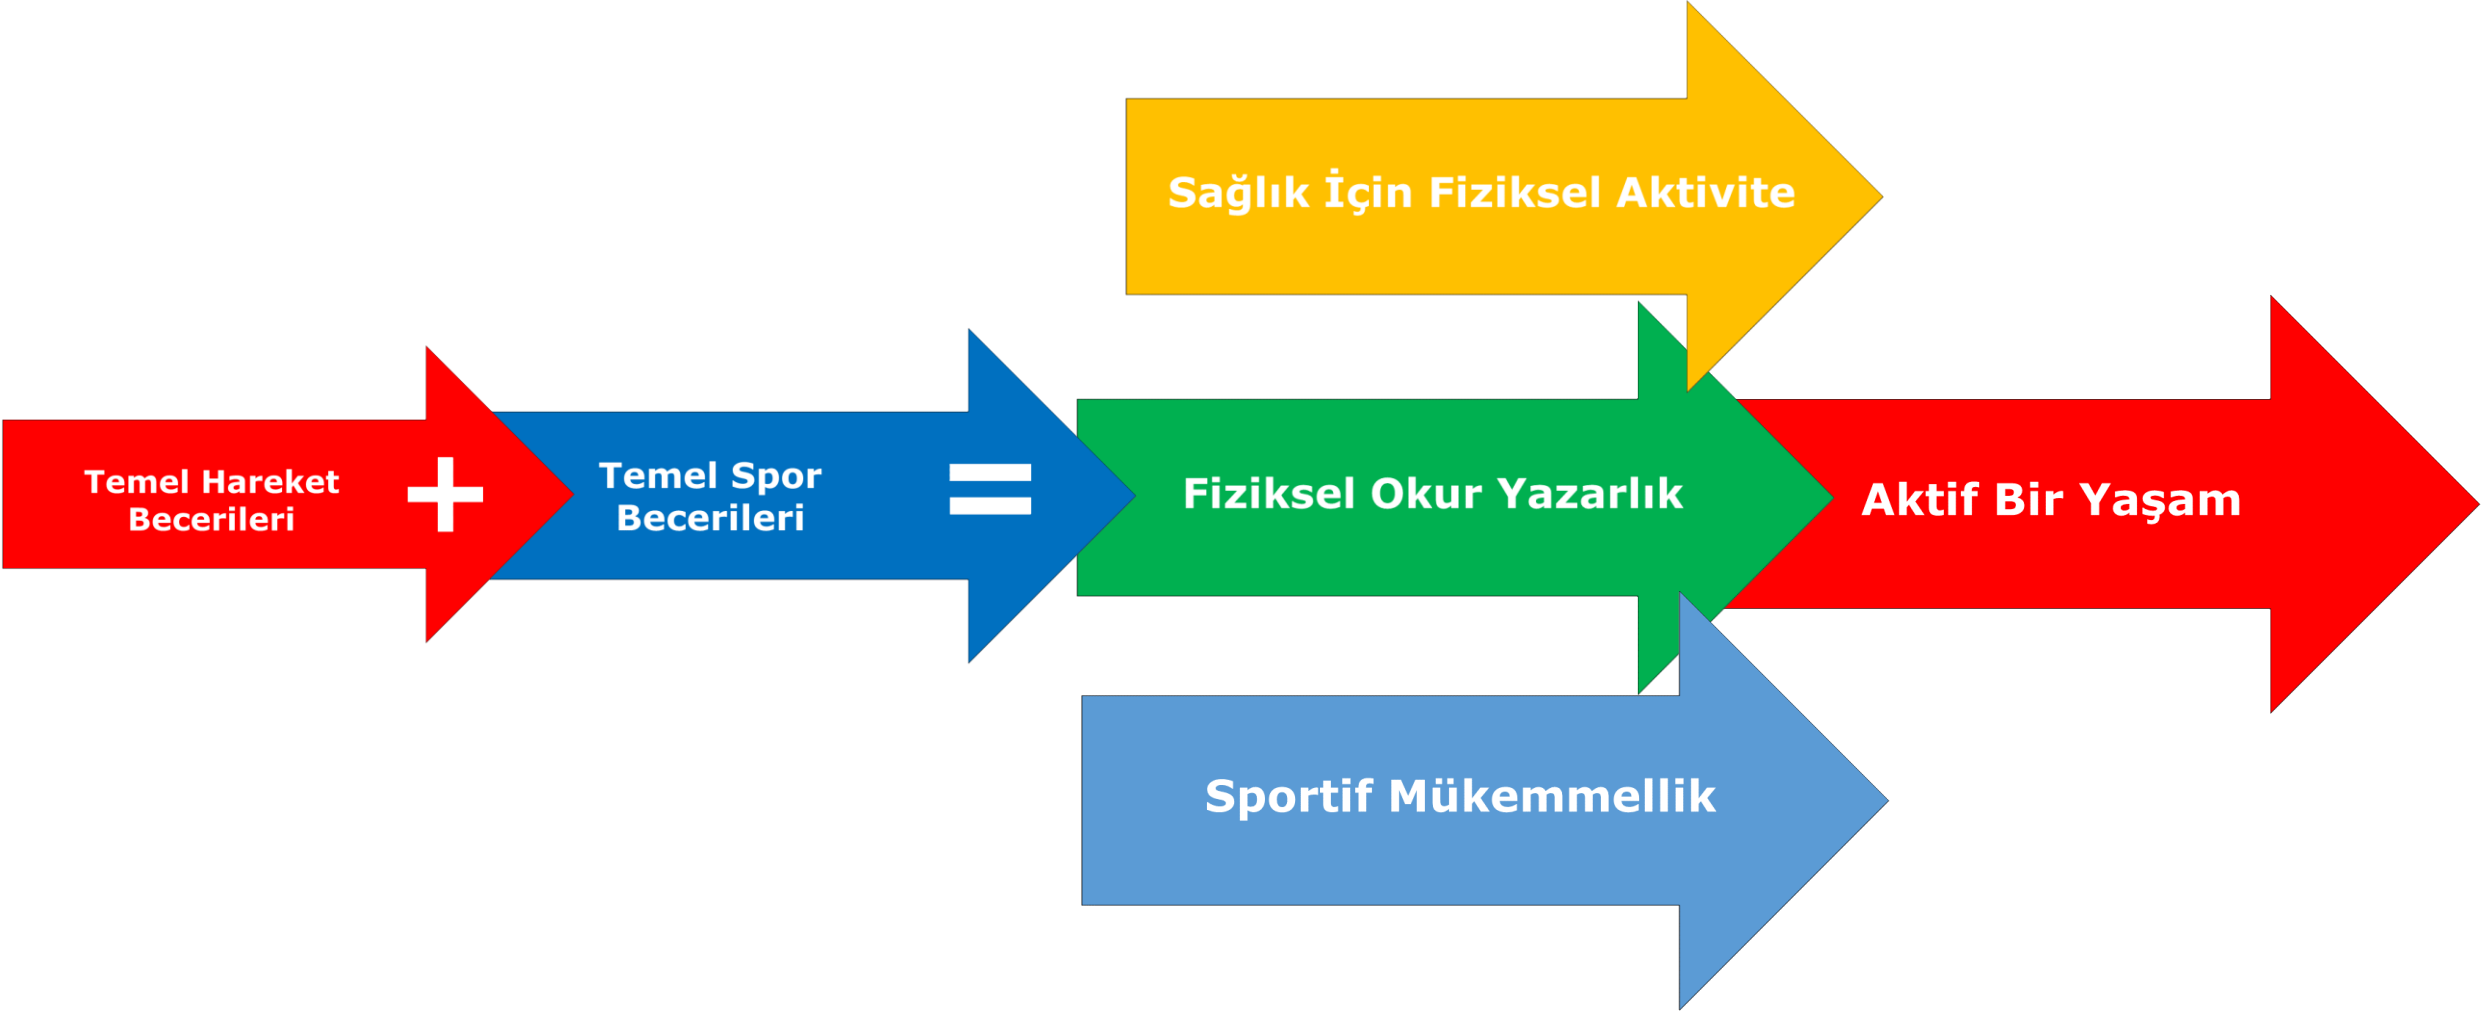 Sağlık İçin Fiziksel Aktivite
Temel Hareket
Becerileri
+
Temel Spor
Becerileri
=
Fiziksel Okur Yazarlık
Aktif Bir Yaşam
Sportif Mükemmellik